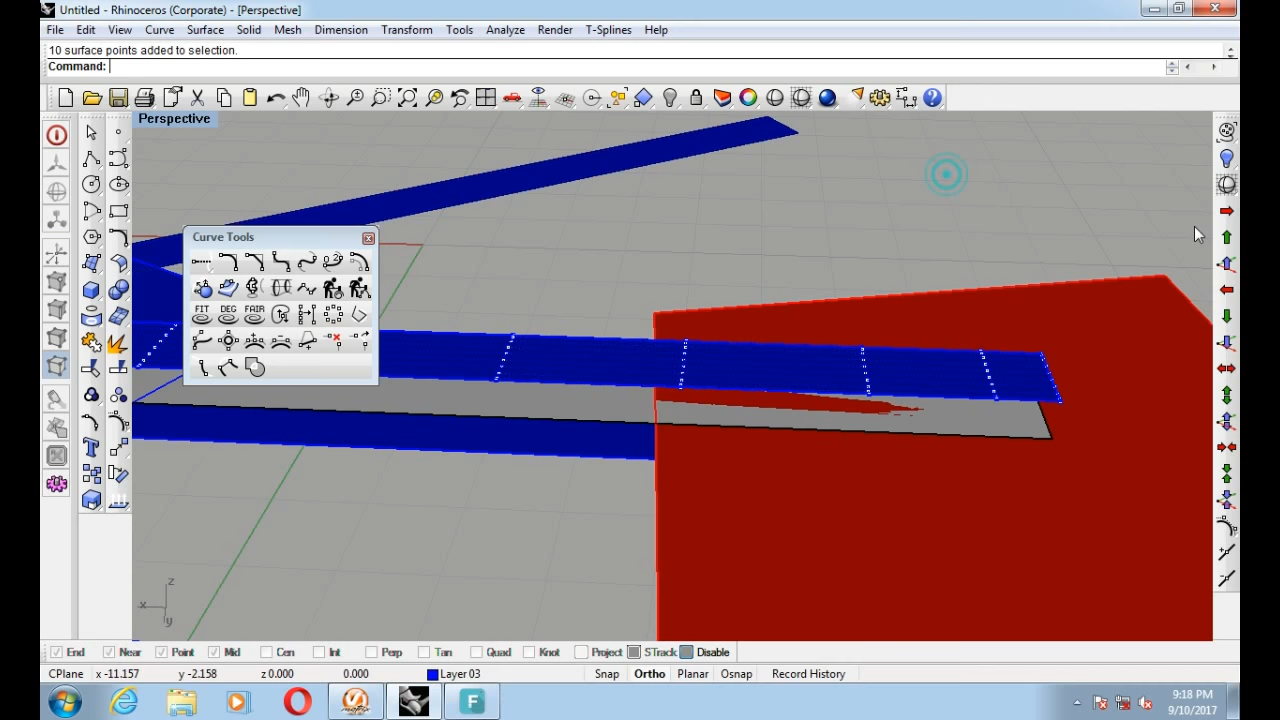 Untitled - Rhinoceros (Corporate) - [Perspective]
File Edit View Curve Surface Solid Mesh Dimension Transform Tools Analyze Render T-Splines Help
10 surface points added to selection.
Command:
Perspective
Curve Tools
FIT DEG FAIR
z
x
y
End Near Point Mid Cen Int Perp Tan Quad Knot Project STrack Disable
CPlane x -11.157 y -2.158 z 0.000 0.000 Layer 03 Snap Ortho Planar Osnap Record History
matrix F
9:18 PM
9/10/2017